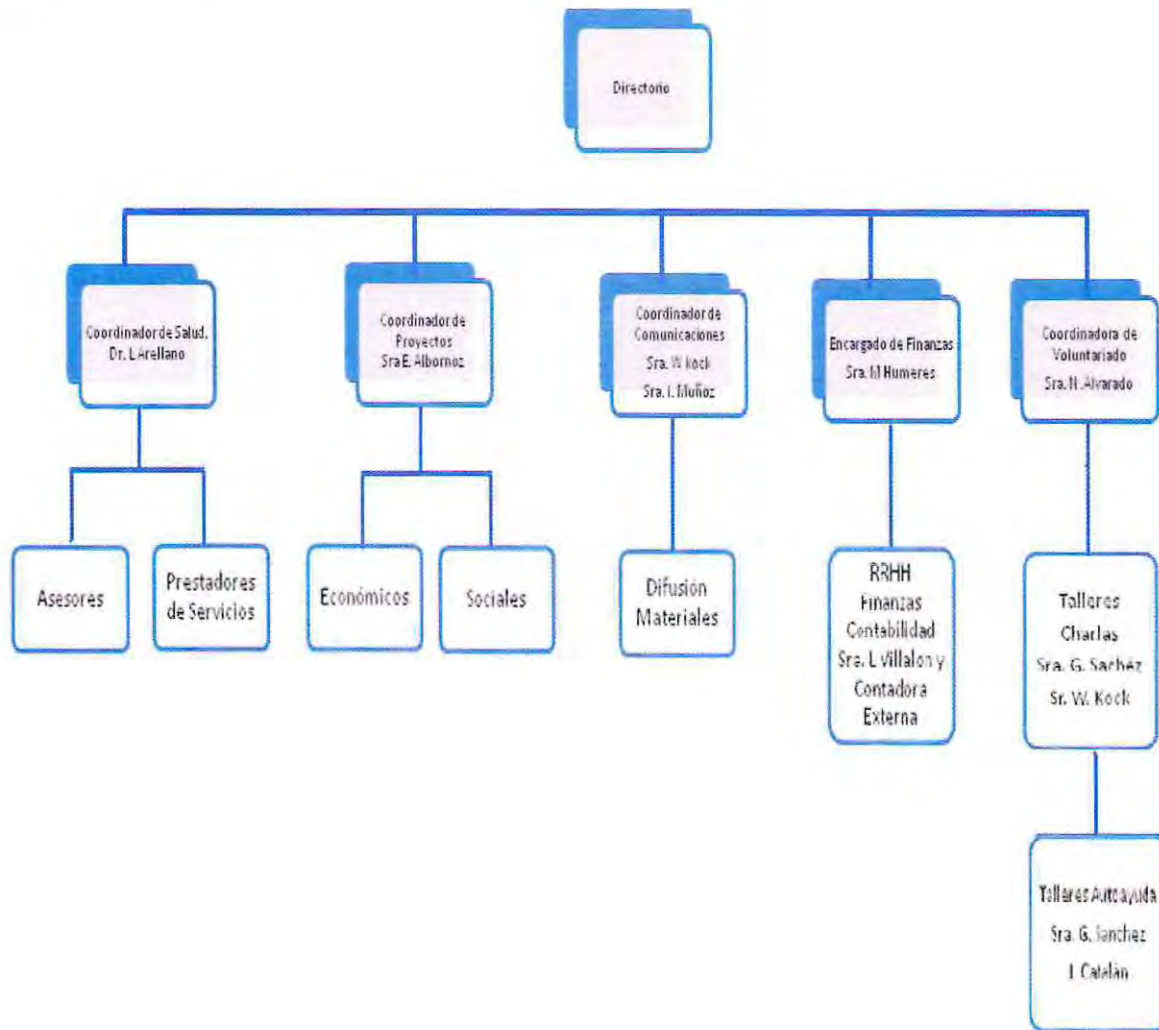 Directorio
Coordinador de Salud.
Dr. L Arellano
Coordinador de
Proyectos
Sra E. Albornoz
Coordinador de
Comunicaciones
Sra. W kock
Sra. I. Muñoz
Encargado de Finanzas
Sra. M Humeres
Coordinadora de
Voluntariado
Sra. N. Alvarado
Asesores
Prestadores
de Servicios
Económicos
Sociales
Difusión
Materiales
RRHH
Finanzas
Contabilidad
Sra. L Villalon y
Contadora
Externa
Talleres
Charlas
Sra. G. Sachéz
Sr. W. Kock
Talleres Autoayuda
Sra. G. Sanchez
Catalán